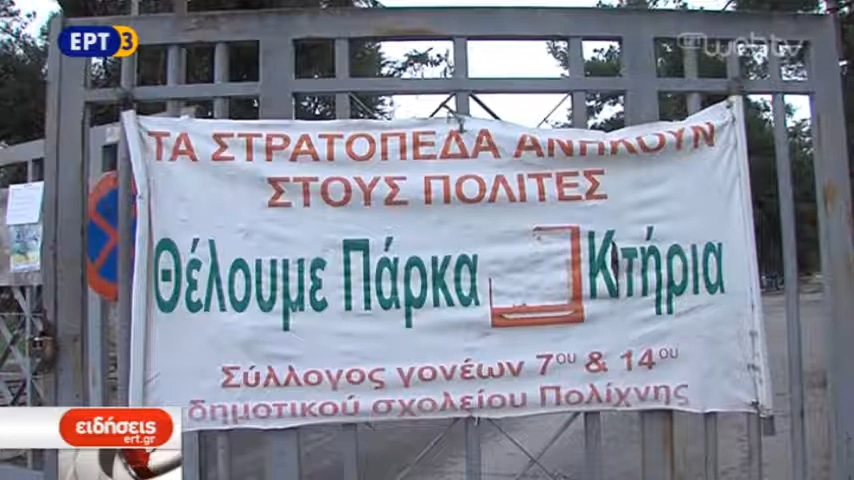 ΕΡΤ 3
webtv
ΤΑ ΣΤΡΑΤΟΠΕΔΑ ΑΝΗΚΟΥΝ
ΣΤΟΥΣ ΠΟΛΙΤΕΣ
Θέλουμε Πάρκα Κτήρια
Σύλλογος γονέων 7ου & 14ου
δημοτικού σχολείου Πολίχνης
ειδήσεις
ert.gr